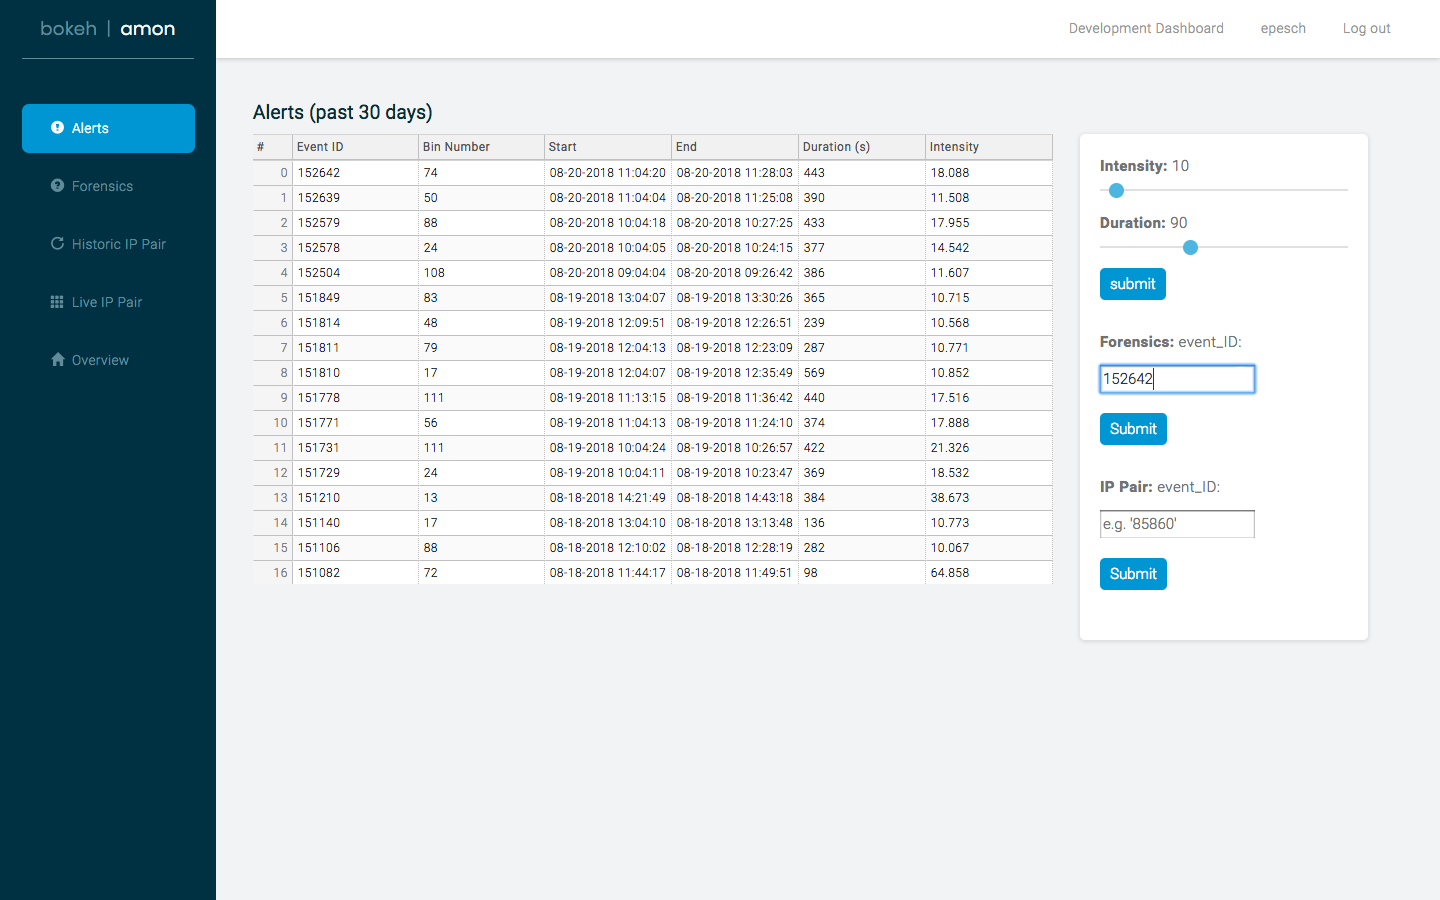 bokeh | amon
Development Dashboard epesch Log out
Alerts
Forensics
Historic IP Pair
Live IP Pair
Overview
Alerts (past 30 days)
# Event ID Bin Number Start End Duration (s) Intensity
0 152642 74 08-20-2018 11:04:20 08-20-2018 11:28:03 443 18.088
1 152639 50 08-20-2018 11:04:04 08-20-2018 11:25:08 390 11.508
2 152579 88 08-20-2018 10:04:18 08-20-2018 10:27:25 433 17.955
3 152578 24 08-20-2018 10:04:05 08-20-2018 10:24:15 377 14.542
4 152504 108 08-20-2018 09:04:04 08-20-2018 09:26:42 386 11.607
5 151849 83 08-19-2018 13:04:07 08-19-2018 13:30:26 365 10.715
6 151814 48 08-19-2018 12:09:51 08-19-2018 12:26:51 239 10.568
7 151811 79 08-19-2018 12:04:13 08-19-2018 12:23:09 287 10.771
8 151810 17 08-19-2018 12:04:07 08-19-2018 12:35:49 569 10.852
9 151778 111 08-19-2018 11:13:15 08-19-2018 11:36:42 440 17.516
10 151771 56 08-19-2018 11:04:13 08-19-2018 11:24:10 374 17.888
11 151731 111 08-19-2018 10:04:24 08-19-2018 10:26:57 422 21.326
12 151729 24 08-19-2018 10:04:11 08-19-2018 10:23:47 369 18.532
13 151210 13 08-18-2018 14:21:49 08-18-2018 14:43:18 384 38.673
14 151140 17 08-18-2018 13:04:10 08-18-2018 13:13:48 136 10.773
15 151106 88 08-18-2018 12:10:02 08-18-2018 12:28:19 282 10.067
16 151082 72 08-18-2018 11:44:17 08-18-2018 11:49:51 98 64.858
Intensity: 10
Duration: 90
submit
Forensics: event_ID:
152642
Submit
IP Pair: event_ID:
e.g. '85860'
Submit